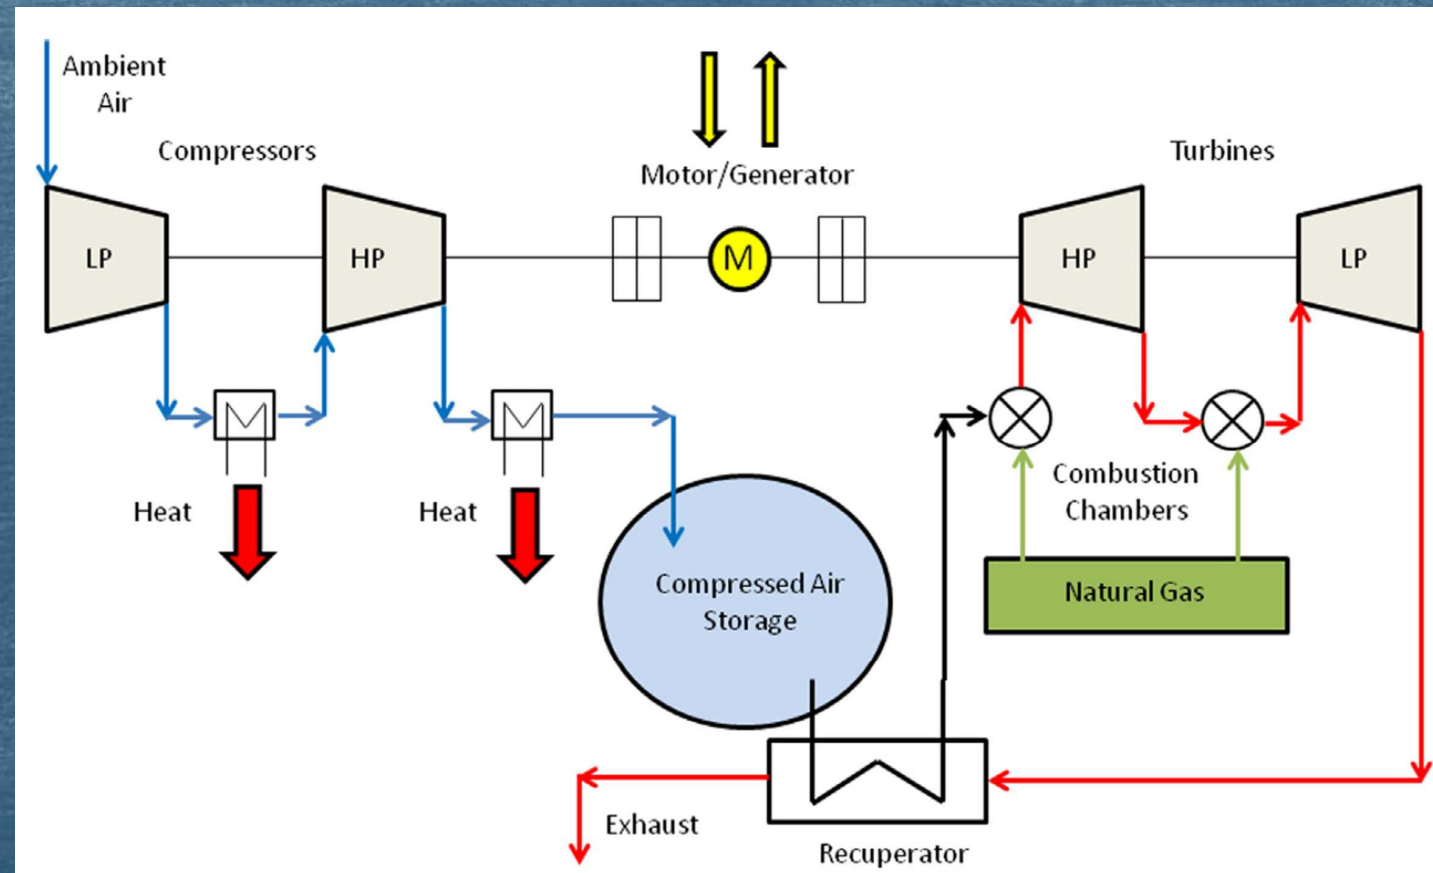 Ambient
Air
Compressors
Motor/Generator
Turbines
LP
HP
M
HP
LP
Heat
Heat
Combustion
Chambers
Compressed Air
Storage
Natural Gas
Exhaust
Recuperator